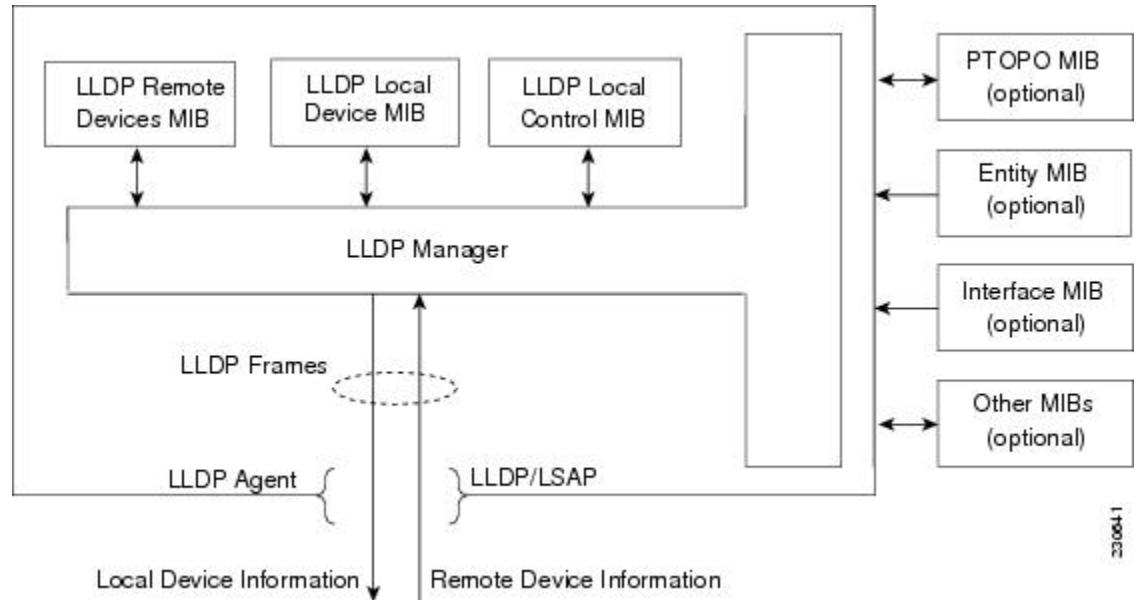 LLDP Remote
Devices MIB
LLDP Local
Device MIB
LLDP Local
Control MIB
PTOPO MIB
(optional)
Entity MIB
(optional)
LLDP Manager
Interface MIB
(optional)
LLDP Frames
Other MIBs
(optional)
LLDP Agent
LLDP/LSAP
230641
Local Device Information
Remote Device Information